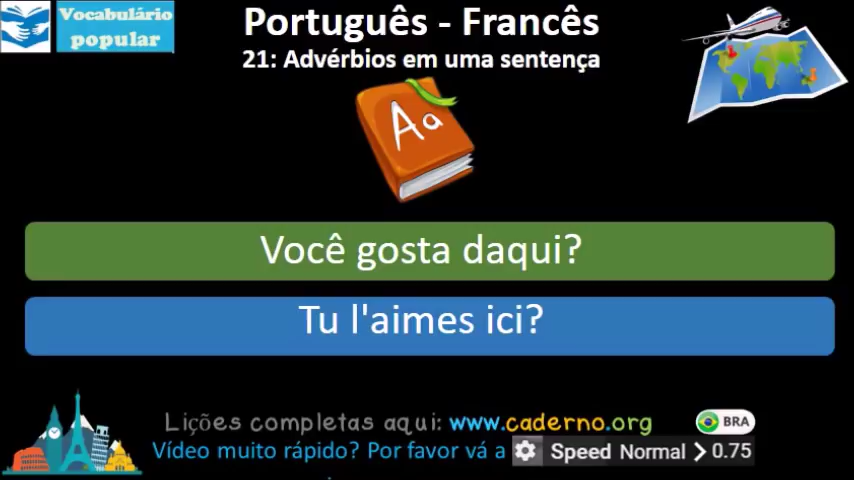 Vocabulário
popular
Português - Francês
21: Advérbios em uma sentença
Aa
Você gosta daqui?
Tu l'aimes ici?
Lições completas aqui: www.caderno.org
BRA
Vídeo muito rápido? Por favor vá a Speed Normal > 0.75